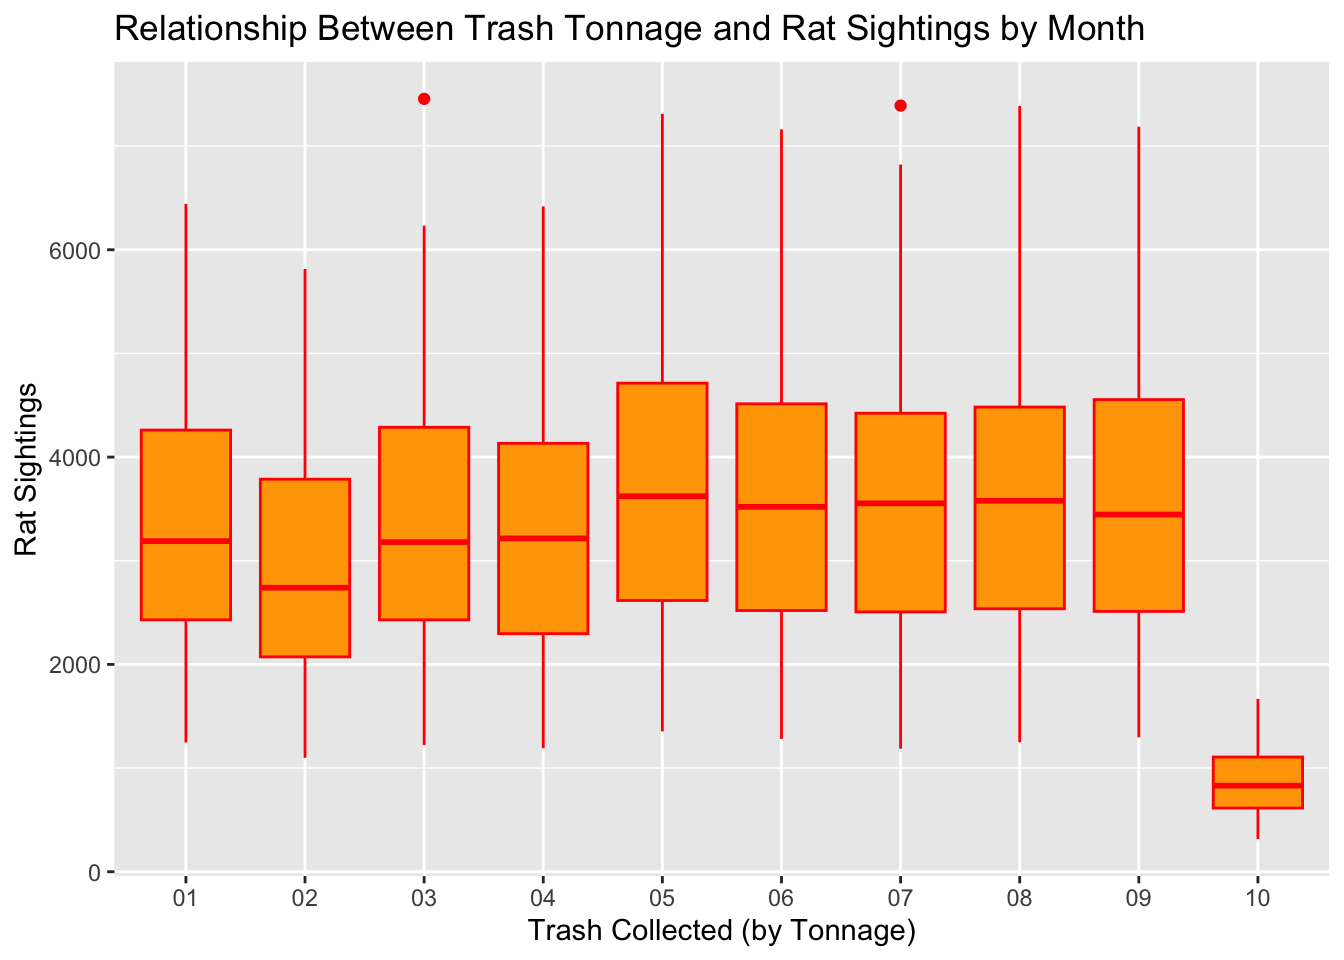 Relationship Between Trash Tonnage and Rat Sightings by Month
Rat Sightings
6000
4000
2000
0
01 02 03 04 05 06 07 08 09 10
Trash Collected (by Tonnage)